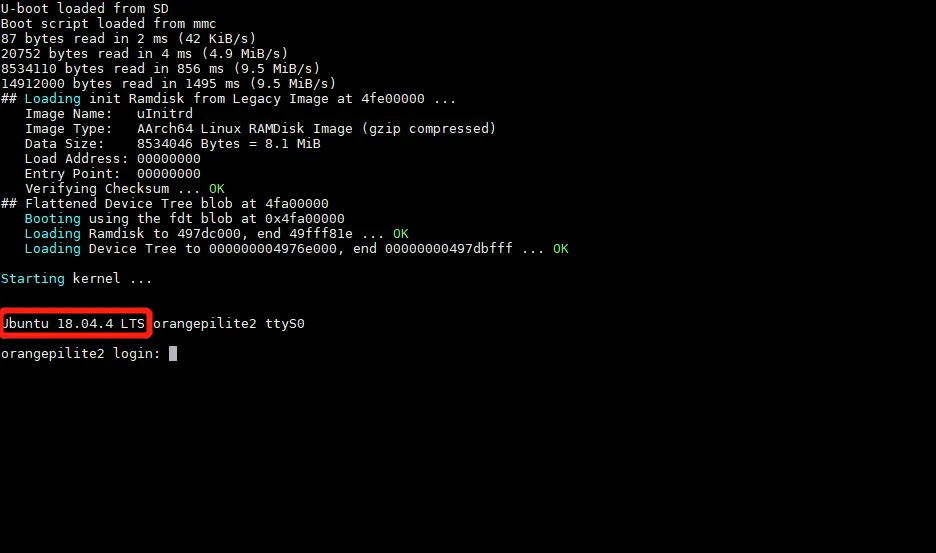 U-boot loaded from SD
Boot script loaded from mmc
87 bytes read in 2 ms (42 KiB/s)
20752 bytes read in 4 ms (4.9 MiB/s)
8534110 bytes read in 856 ms (9.5 MiB/s)
14912000 bytes read in 1495 ms (9.5 MiB/s)
## Loading init Ramdisk from Legacy Image at 4fe00000 ...
   Image Name:   uInitrd
   Image Type:   AArch64 Linux RAMDisk Image (gzip compressed)
   Data Size:    8534046 Bytes = 8.1 MiB
   Load Address: 00000000
   Entry Point:  00000000
   Verifying Checksum ... OK
## Flattened Device Tree blob at 4fa00000
   Booting using the fdt blob at 0x4fa00000
   Loading Ramdisk to 497dc000, end 49fff81e ... OK
   Loading Device Tree to 000000004976e000, end 00000000497dbfff ... OK
Starting kernel ...
Ubuntu 18.04.4 LTS orangepilite2 ttyS0
orangepilite2 login: